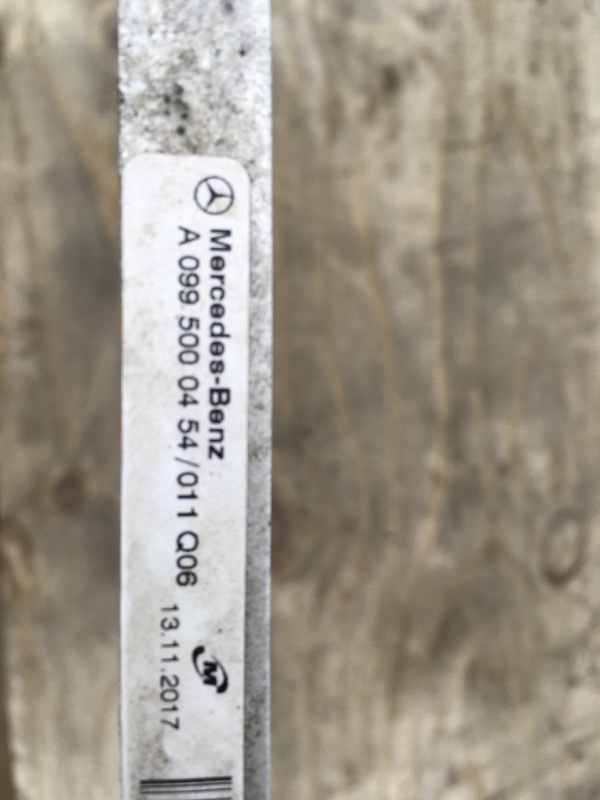 Mercedes-Benz
A 099 500 04 54 /011 Q06
M
13.11.2017